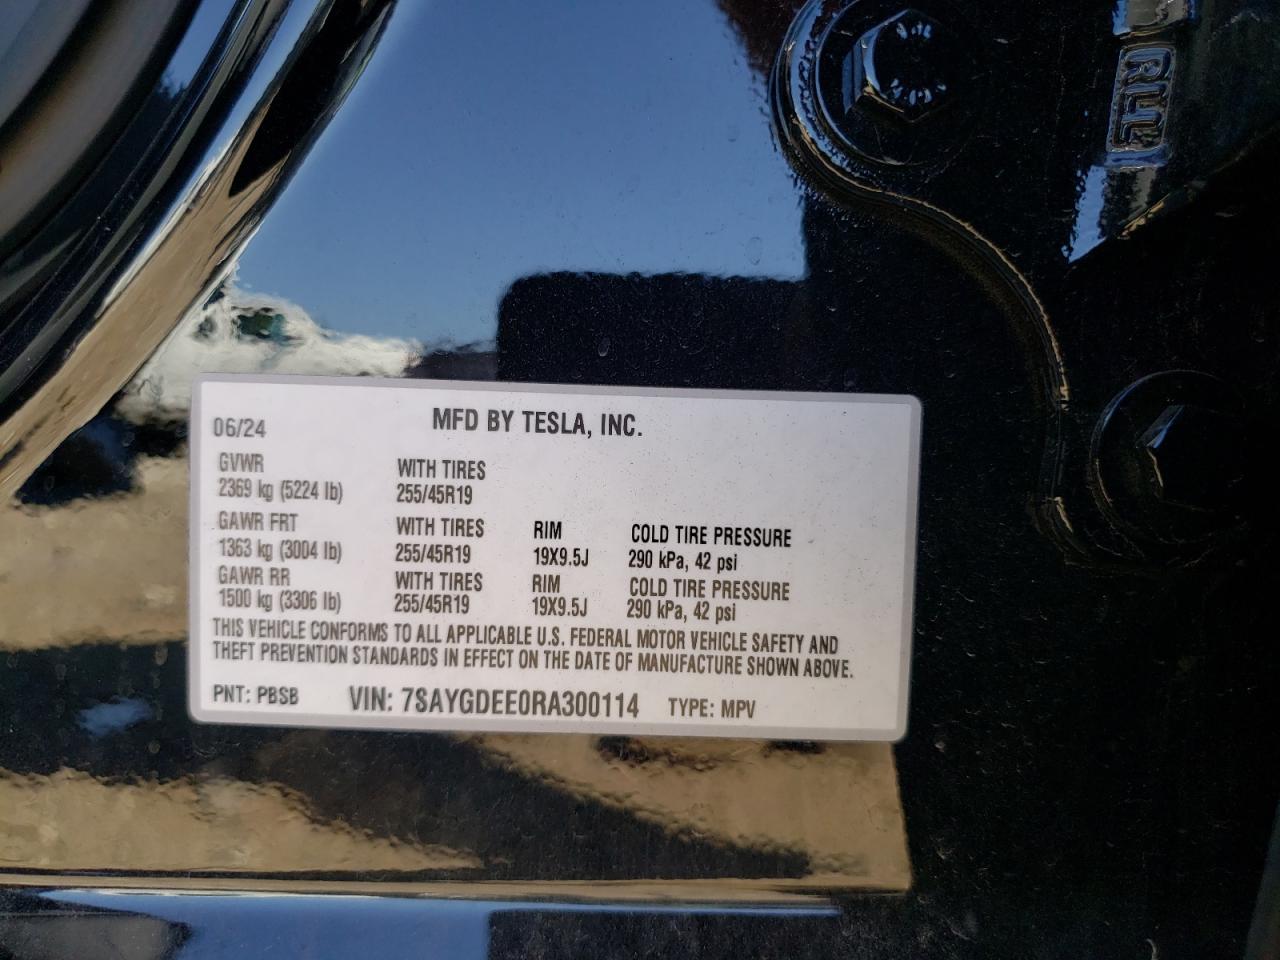 RLL
06/24 MFD BY TESLA, INC.
GVWR WITH TIRES
2369 kg (5224 lb) 255/45R19
GAWR FRT WITH TIRES RIM COLD TIRE PRESSURE
1363 kg (3004 lb) 255/45R19 19X9.5J 290 kPa, 42 psi
GAWR RR WITH TIRES RIM COLD TIRE PRESSURE
1500 kg (3306 lb) 255/45R19 19X9.5J 290 kPa, 42 psi
THIS VEHICLE CONFORMS TO ALL APPLICABLE U.S. FEDERAL MOTOR VEHICLE SAFETY AND
THEFT PREVENTION STANDARDS IN EFFECT ON THE DATE OF MANUFACTURE SHOWN ABOVE.
PNT: PBSB VIN: 7SAYGDEE0RA300114 TYPE: MPV